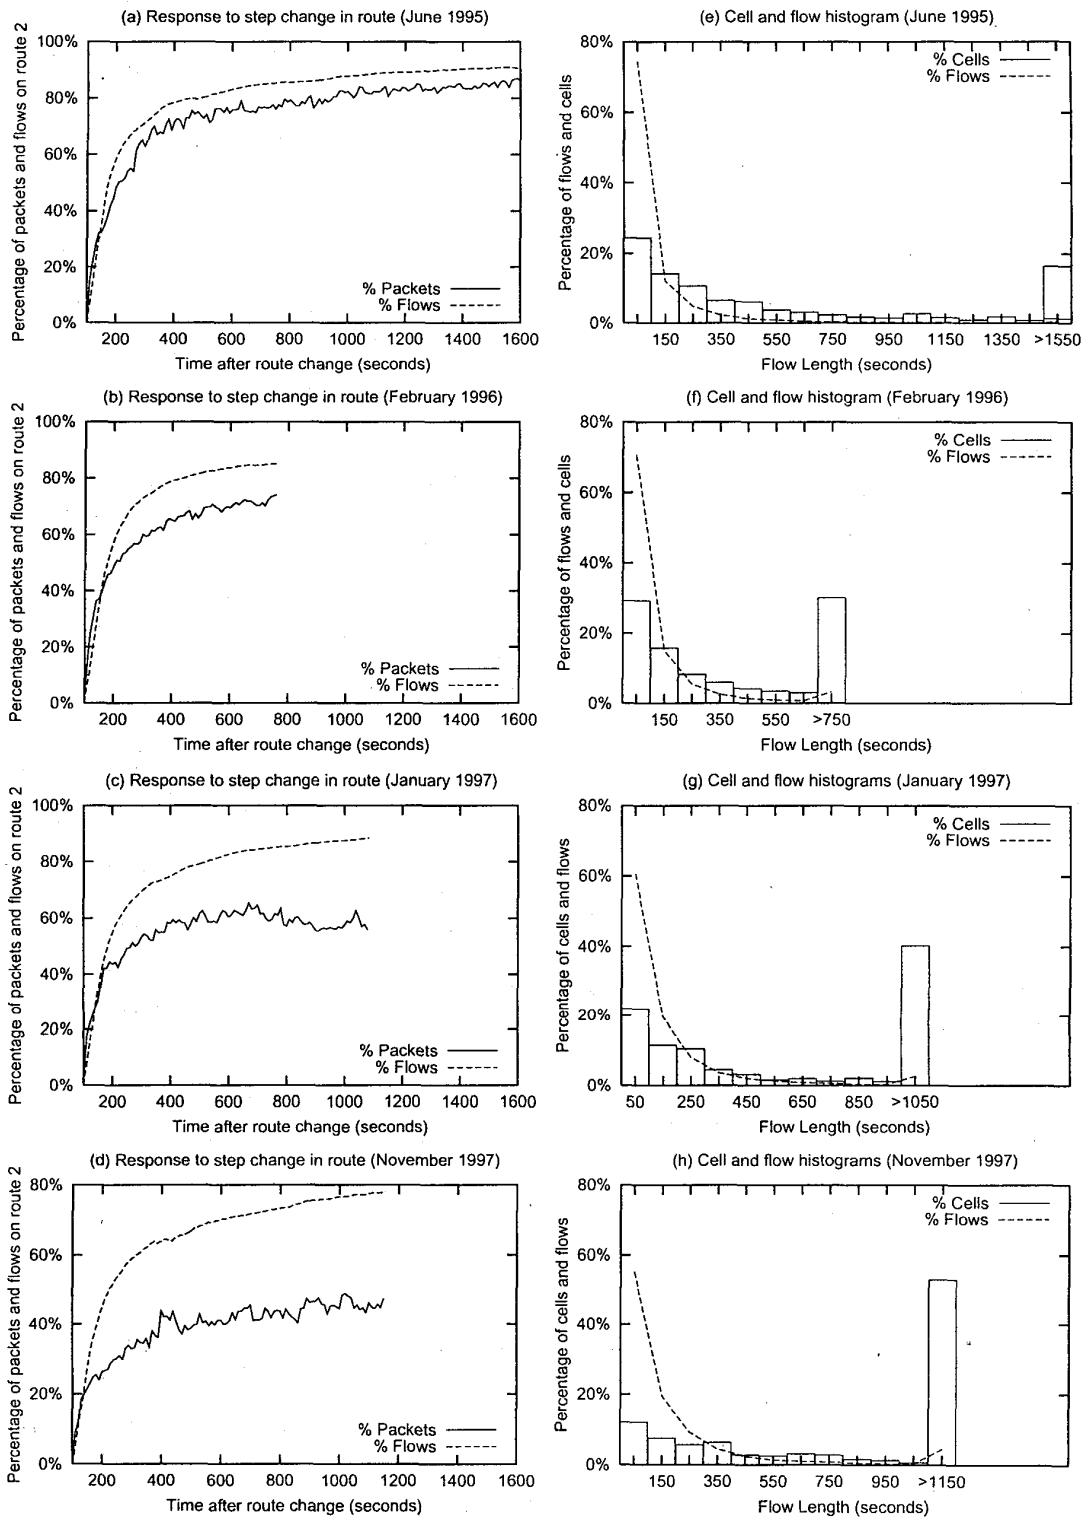 (a) Response to step change in route (June 1995)
Percentage of packets and flows on route 2
100%
80%
60%
40%
20%
0%
% Packets
% Flows
200 400 600 800 1000 1200 1400 1600
Time after route change (seconds)
(e) Cell and flow histogram (June 1995)
Percentage of flows and cells
80%
60%
40%
20%
0%
% Cells
% Flows
150 350 550 750 950 1150 1350 >1550
Flow Length (seconds)
(b) Response to step change in route (February 1996)
Percentage of packets and flows on route 2
100%
80%
60%
40%
20%
0%
% Packets
% Flows
200 400 600 800 1000 1200 1400 1600
Time after route change (seconds)
(f) Cell and flow histogram (February 1996)
Percentage of flows and cells
80%
60%
40%
20%
0%
% Cells
% Flows
150 350 550 >750
Flow Length (seconds)
(c) Response to step change in route (January 1997)
Percentage of packets and flows on route 2
100%
80%
60%
40%
20%
0%
% Packets
% Flows
200 400 600 800 1000 1200 1400 1600
Time after route change (seconds)
(g) Cell and flow histograms (January 1997)
Percentage of cells and flows
80%
60%
40%
20%
0%
% Cells
% Flows
50 250 450 650 850 >1050
Flow Length (seconds)
(d) Response to step change in route (November 1997)
Percentage of packets and flows on route 2
80%
60%
40%
20%
0%
% Packets
% Flows
200 400 600 800 1000 1200 1400 1600
Time after route change (seconds)
(h) Cell and flow histograms (November 1997)
Percentage of cells and flows
80%
60%
40%
20%
0%
% Cells
% Flows
150 350 550 750 950 >1150
Flow Length (seconds)